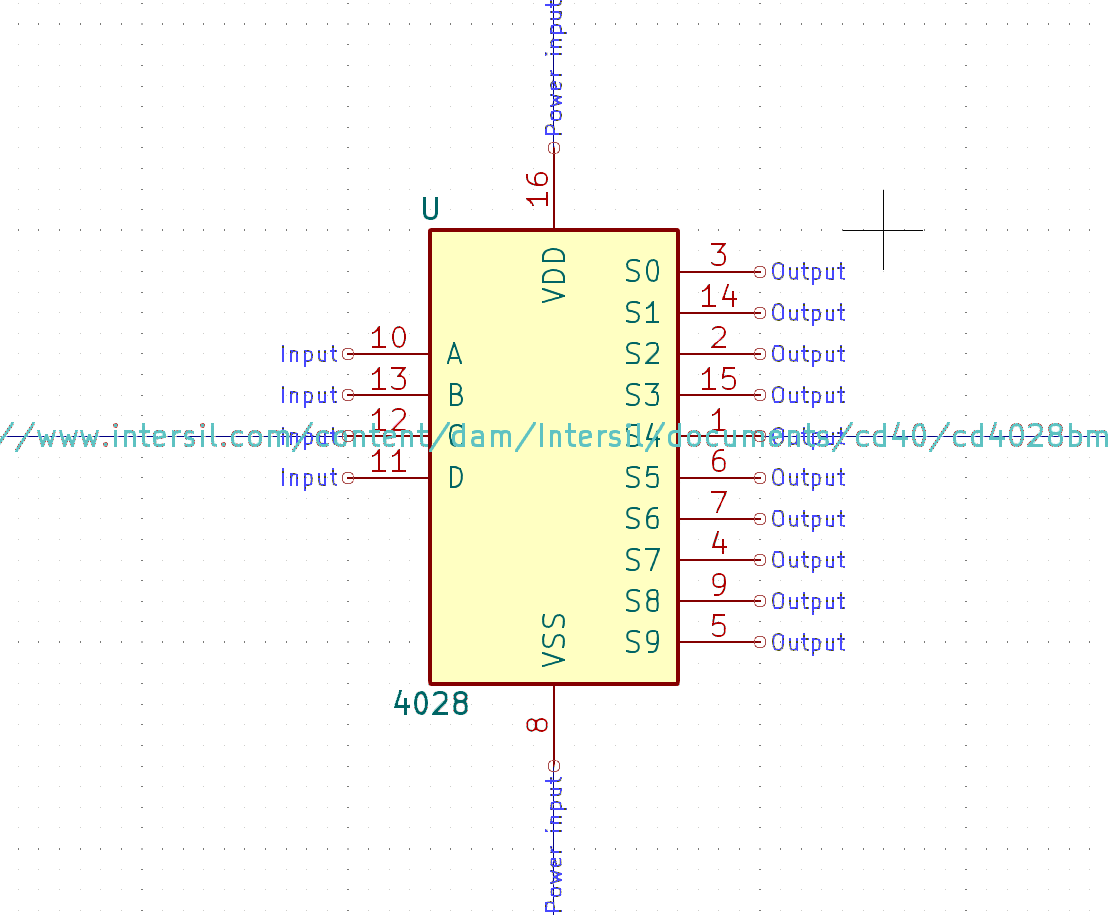 Power input
16
U
VDD
S0 3 Output
S1 14 Output
Input 10 A S2 2 Output
Input 13 B S3 15 Output
Input 12 C S4 1 Output
//www.intersil.com/content/dam/Intersil/documents/cd40/cd4028bm
Input 11 D S5 6 Output
S6 7 Output
S7 4 Output
S8 9 Output
VSS
S9 5 Output
4028
8
Power input